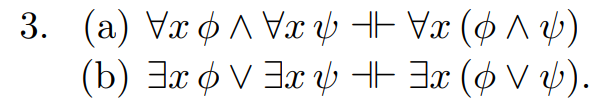 3. (a) ∀x ϕ ∧ ∀x ψ ⊣⊢ ∀x (ϕ ∧ ψ)
(b) ∃x ϕ ∨ ∃x ψ ⊣⊢ ∃x (ϕ ∨ ψ).